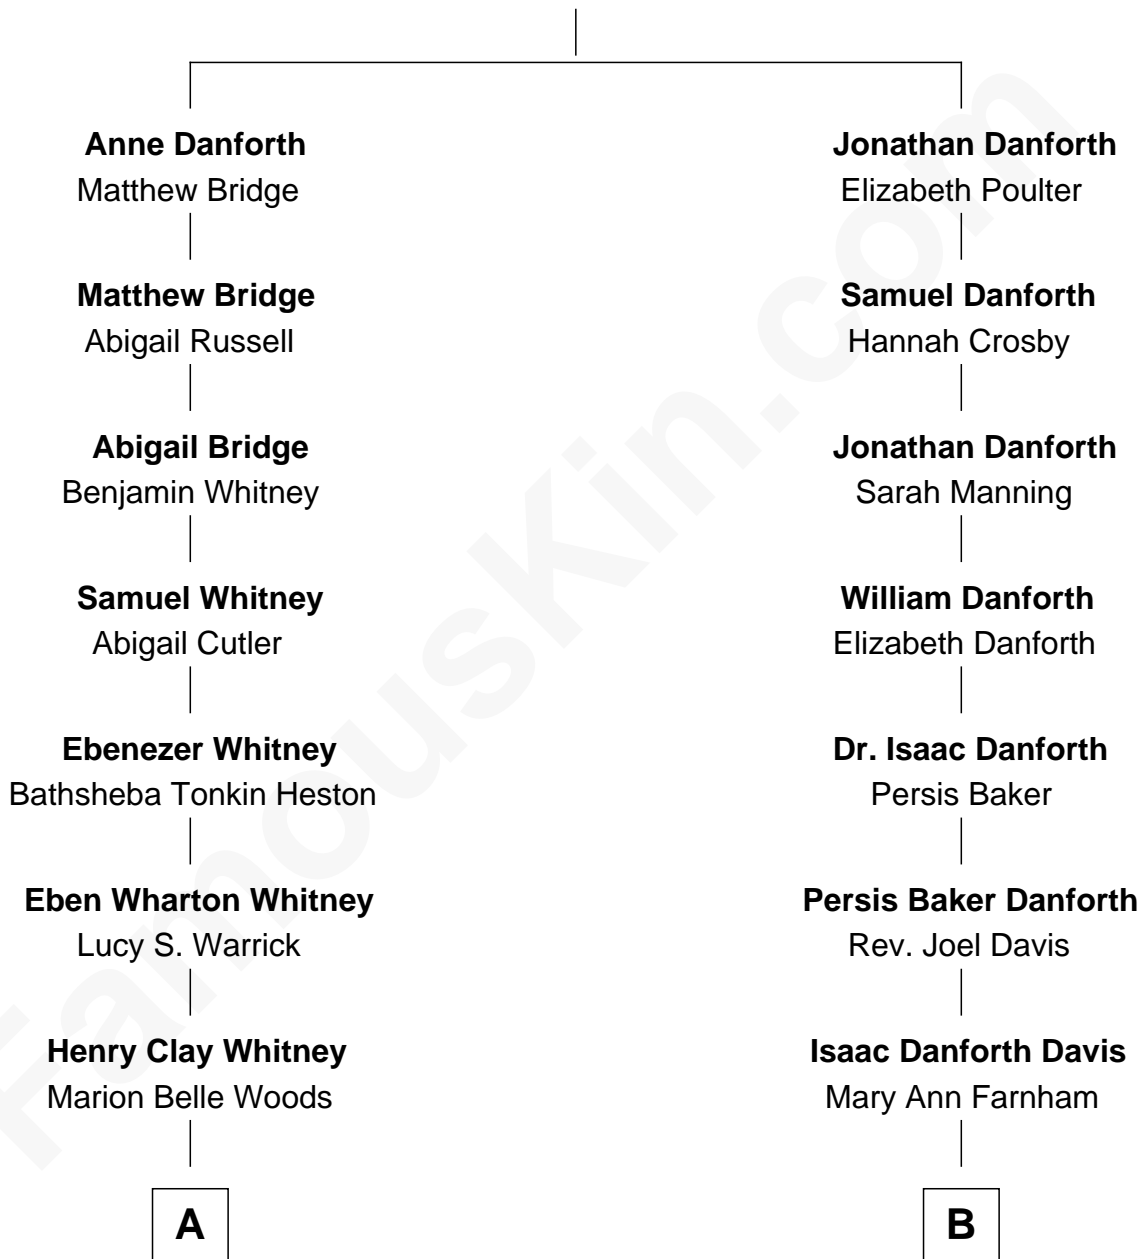 Anne Danforth
Matthew Bridge
Matthew Bridge
Abigail Russell
Abigail Bridge
Benjamin Whitney
Samuel Whitney
Abigail Cutler
Ebenezer Whitney
Bathsheba Tonkin Heston
Eben Wharton Whitney
Lucy S. Warrick
Henry Clay Whitney
Marion Belle Woods
A
Jonathan Danforth
Elizabeth Poulter
Samuel Danforth
Hannah Crosby
Jonathan Danforth
Sarah Manning
William Danforth
Elizabeth Danforth
Dr. Isaac Danforth
Persis Baker
Persis Baker Danforth
Rev. Joel Davis
Isaac Danforth Davis
Mary Ann Farnham
B
FamousKin.com